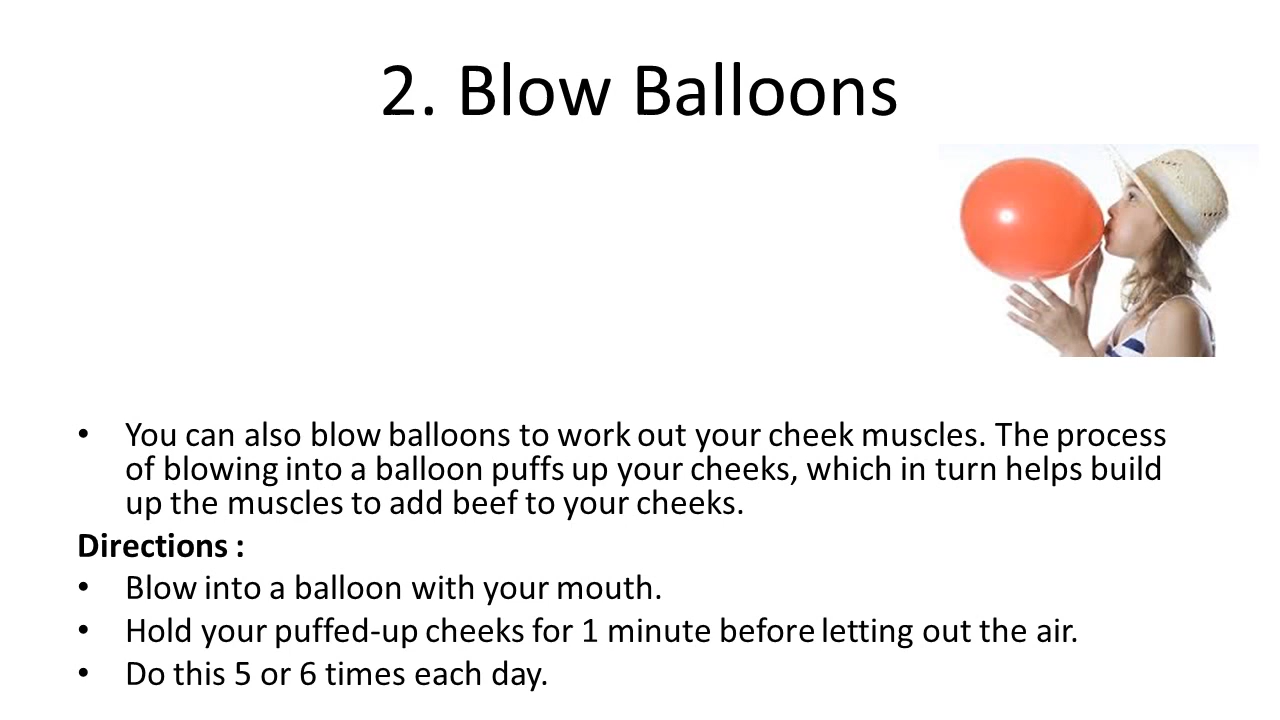 2. Blow Balloons
• You can also blow balloons to work out your cheek muscles. The process
of blowing into a balloon puffs up your cheeks, which in turn helps build
up the muscles to add beef to your cheeks.
Directions :
• Blow into a balloon with your mouth.
• Hold your puffed-up cheeks for 1 minute before letting out the air.
• Do this 5 or 6 times each day.